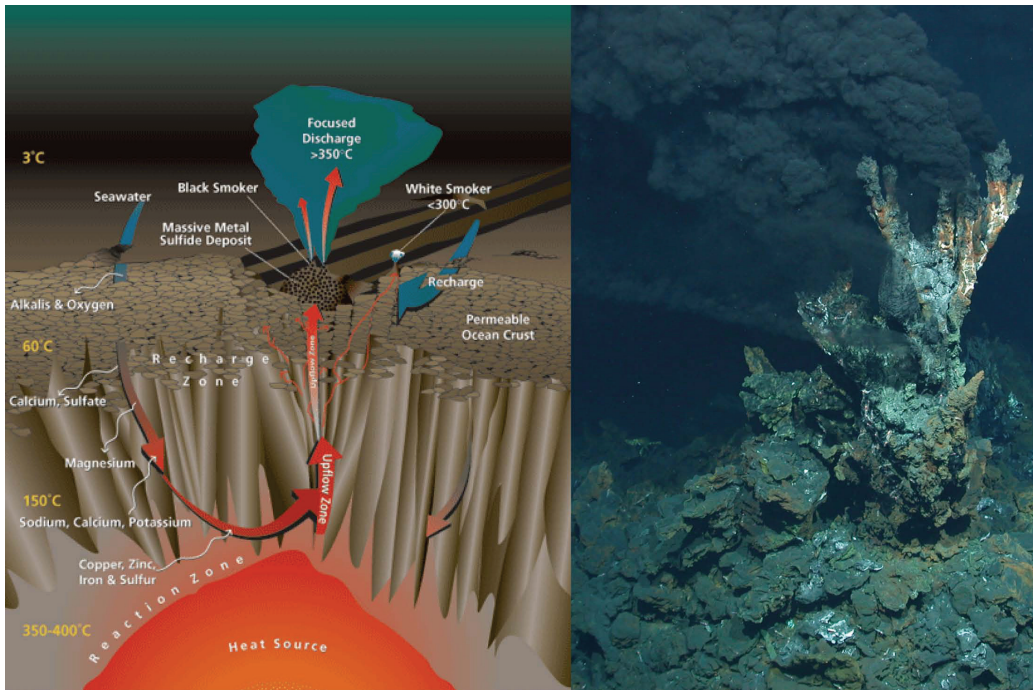 Focused
Discharge
>350°C
3°C
Black Smoker
White Smoker
<300°C
Seawater
Massive Metal
Sulfide Deposit
Recharge
Alkalis & Oxygen
Permeable
Ocean Crust
60°C
Recharge
Zone
Upflow Zone
Calcium, Sulfate
Magnesium
Upflow Zone
150°C
Sodium, Calcium, Potassium
Copper, Zinc,
Iron & Sulfur
Reaction Zone
350-400°C
Heat Source